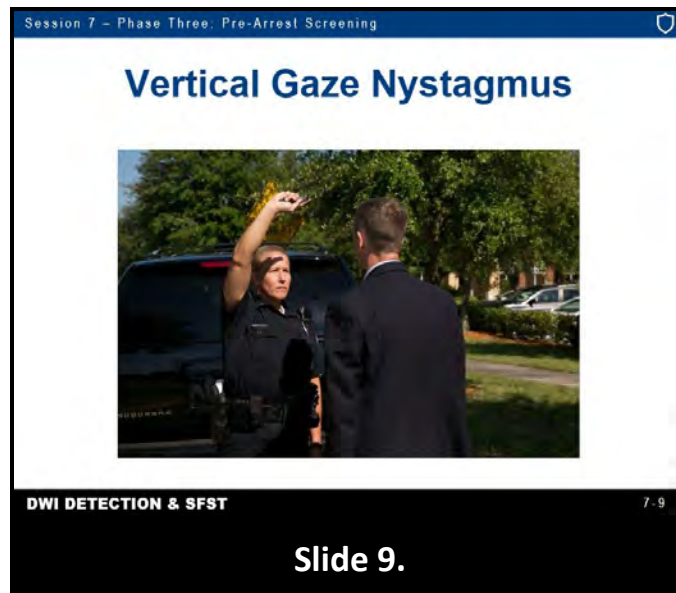 Session 7 – Phase Three: Pre-Arrest Screening
Vertical Gaze Nystagmus
DWI DETECTION & SFST
7-9
Slide 9.